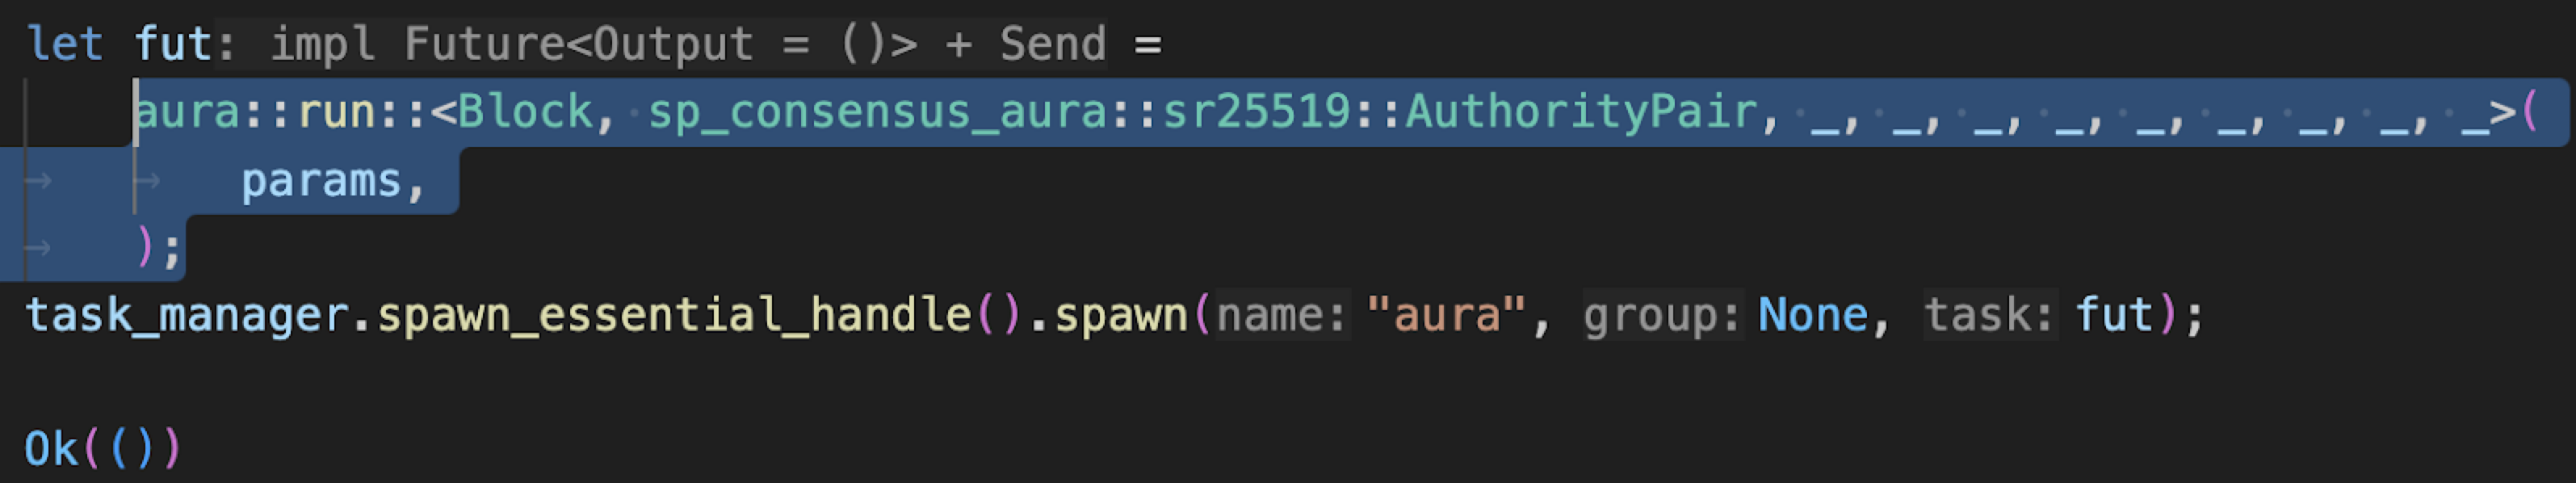 let fut: impl Future<Output = ()> + Send =
aura::run::<Block, sp_consensus_aura::sr25519::AuthorityPair, _, _, _, _, _, _, _, _, _>(
params,
);
task_manager.spawn_essential_handle().spawn(name: "aura", group: None, task: fut);
Ok(())